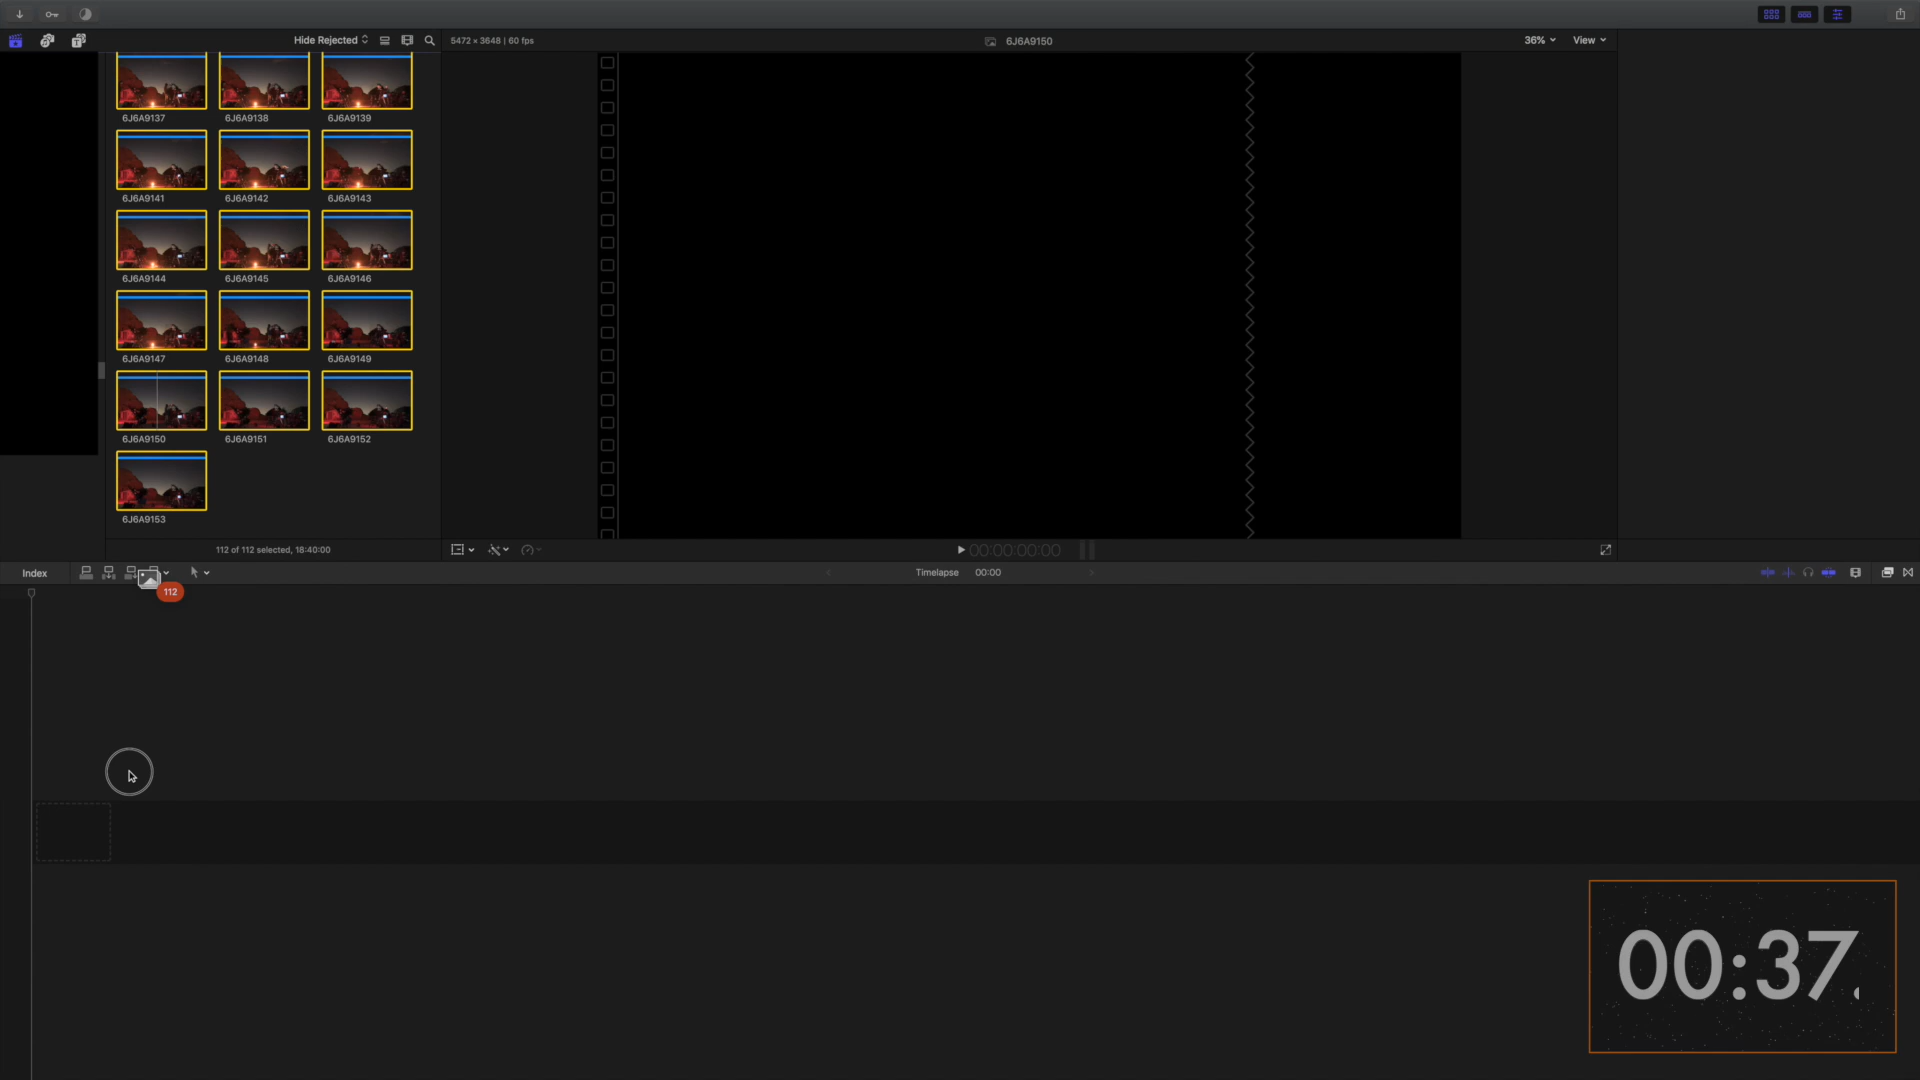 Hide Rejected
5472 × 3648 | 60 fps
6J6A9150
36%
View
6J6A9137
6J6A9138
6J6A9139
6J6A9141
6J6A9142
6J6A9143
6J6A9144
6J6A9145
6J6A9146
6J6A9147
6J6A9148
6J6A9149
6J6A9150
6J6A9151
6J6A9152
6J6A9153
112 of 112 selected, 18:40:00
00:00:00:00
Index
Timelapse 00:00
112
00:37.